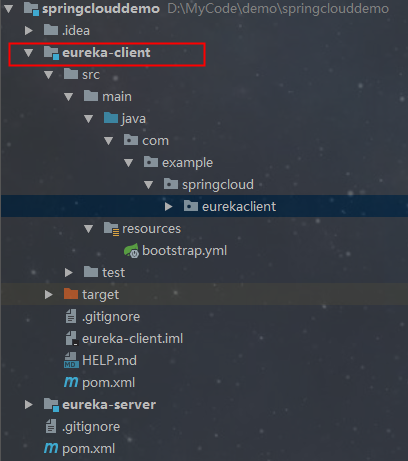 springclouddemo D:\MyCode\demo\springclouddemo
.idea
eureka-client
src
main
java
com
example
springcloud
eurekaclient
resources
bootstrap.yml
test
target
.gitignore
eureka-client.iml
HELP.md
pom.xml
eureka-server
.gitignore
pom.xml